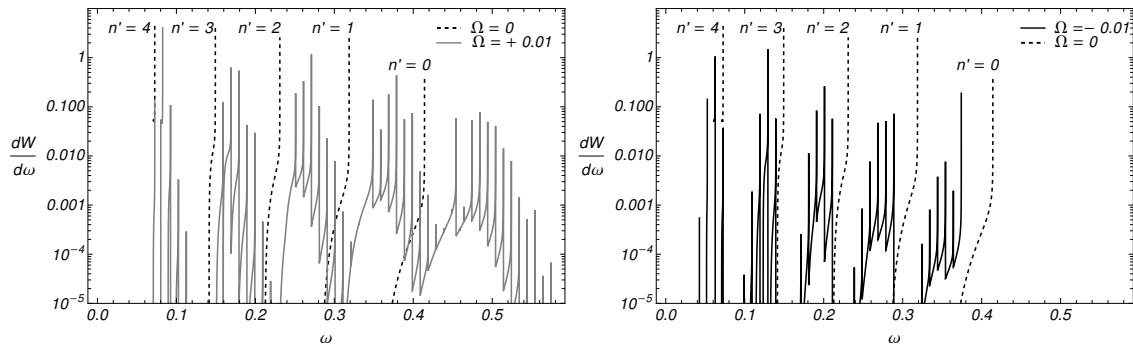 n' = 4 n' = 3 n' = 2 n' = 1
Ω = 0
Ω = + 0.01
n' = 0
1
0.100
0.010
0.001
10⁻⁴
10⁻⁵
dW
dω
0.0 0.1 0.2 0.3 0.4 0.5
ω
n' = 4 n' = 3 n' = 2 n' = 1
Ω = − 0.01
Ω = 0
n' = 0
1
0.100
0.010
0.001
10⁻⁴
10⁻⁵
dW
dω
0.0 0.1 0.2 0.3 0.4 0.5
ω